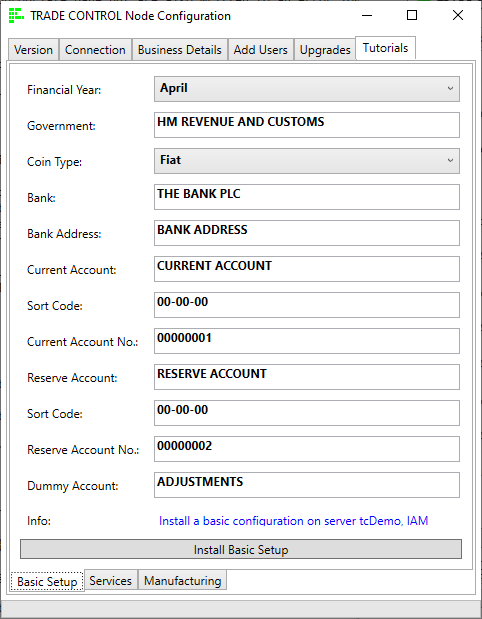 TRADE CONTROL Node Configuration
Version Connection Business Details Add Users Upgrades Tutorials
Financial Year: April
Government: HM REVENUE AND CUSTOMS
Coin Type: Fiat
Bank: THE BANK PLC
Bank Address: BANK ADDRESS
Current Account: CURRENT ACCOUNT
Sort Code: 00-00-00
Current Account No.: 00000001
Reserve Account: RESERVE ACCOUNT
Sort Code: 00-00-00
Reserve Account No.: 00000002
Dummy Account: ADJUSTMENTS
Info: Install a basic configuration on server tcDemo, IAM
Install Basic Setup
Basic Setup Services Manufacturing